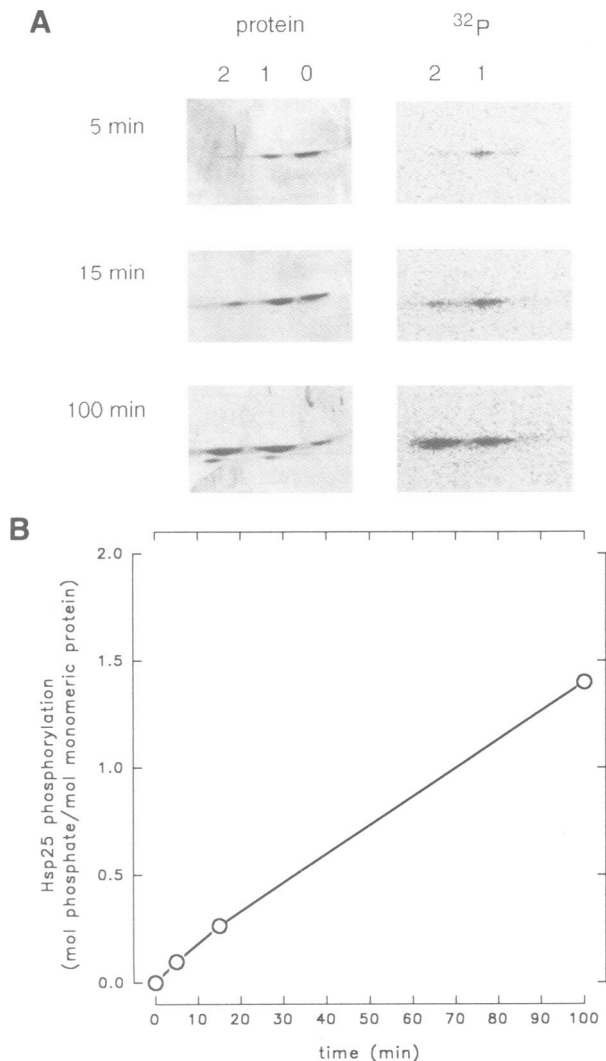 A
protein 32P
2 1 0 2 1
5 min
15 min
100 min
B
2.0
1.5
1.0
0.5
0.0
Hsp25 phosphorylation
(mol phosphate/mol monomeric protein)
0 10 20 30 40 50 60 70 80 90 100
time (min)